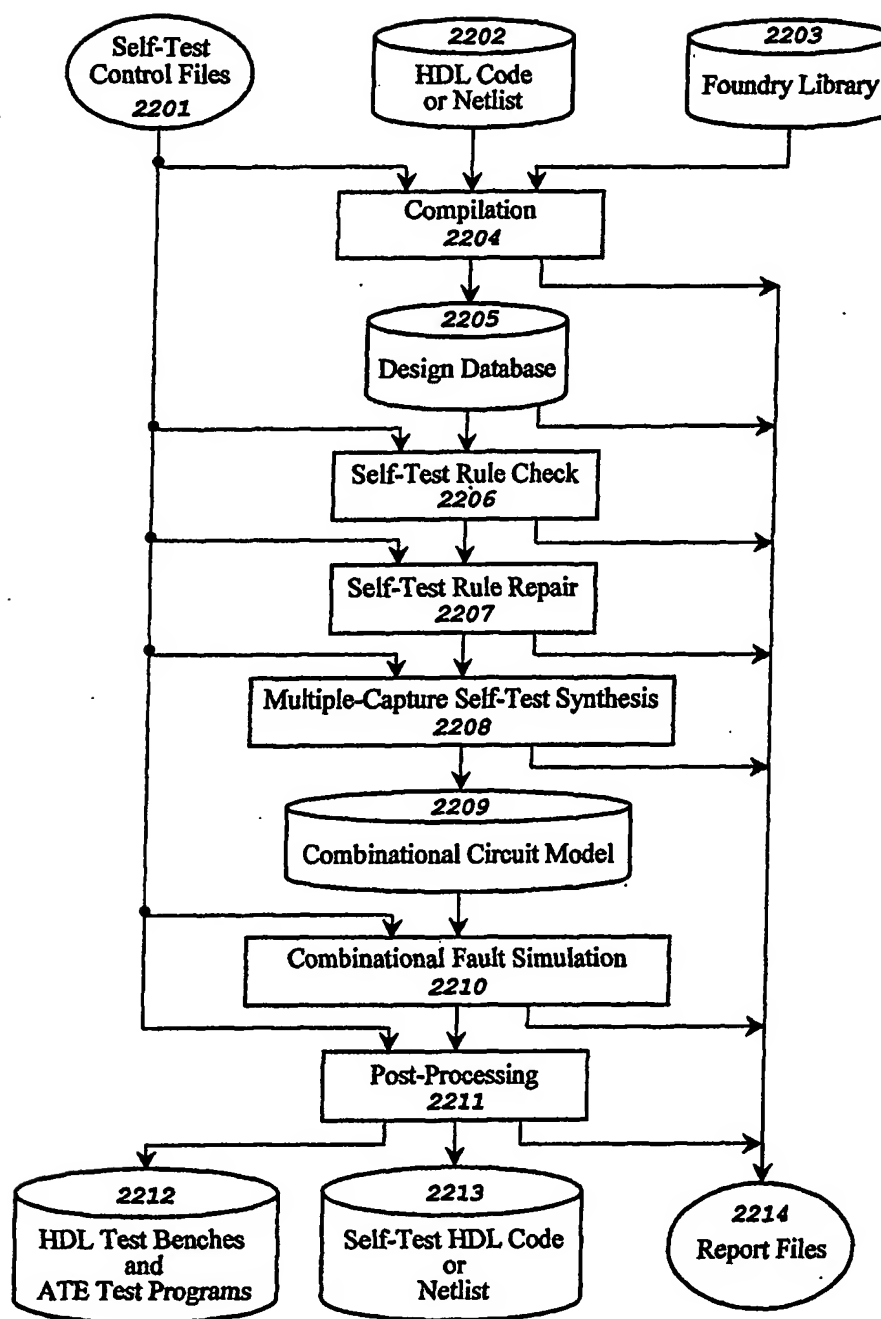 Self-Test
Control Files
2201
2202
HDL Code
or Netlist
2203
Foundry Library
Compilation
2204
2205
Design Database
Self-Test Rule Check
2206
Self-Test Rule Repair
2207
Multiple-Capture Self-Test Synthesis
2208
2209
Combinational Circuit Model
Combinational Fault Simulation
2210
Post-Processing
2211
2212
HDL Test Benches
and
ATE Test Programs
2213
Self-Test HDL Code
or
Netlist
2214
Report Files